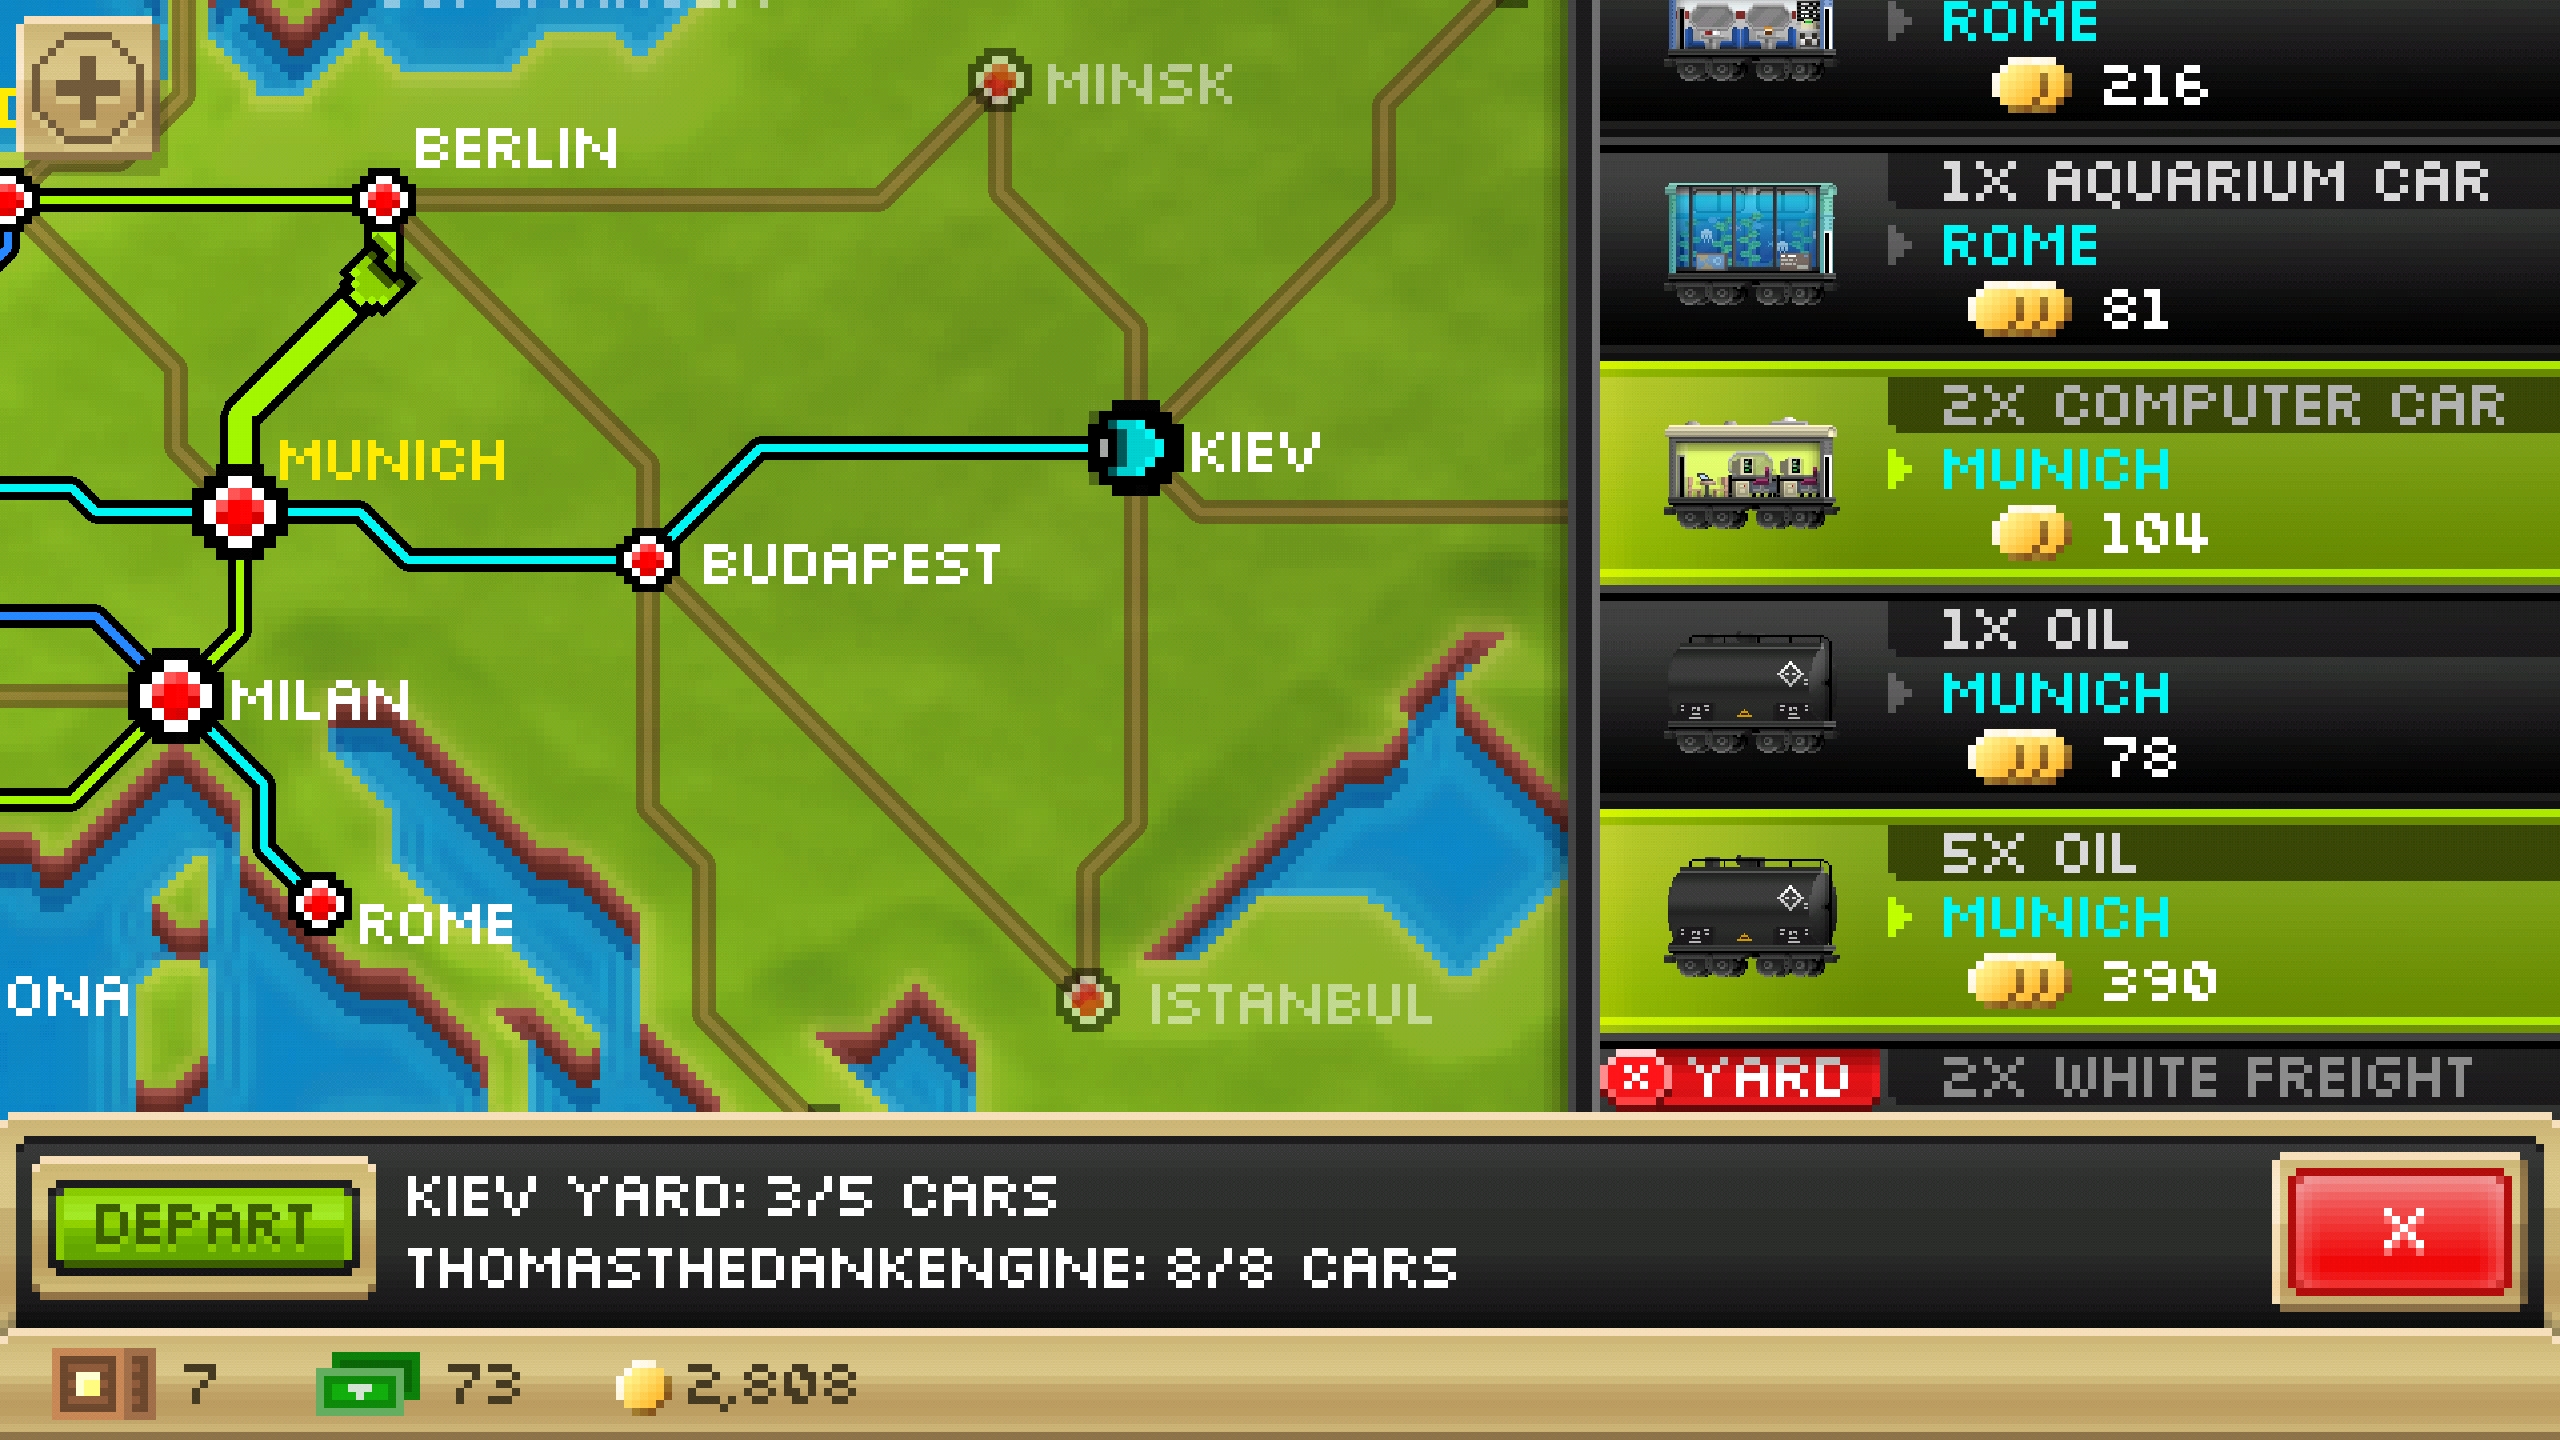 MINSK
BERLIN
MUNICH
KIEV
BUDAPEST
MILAN
ROME
ONA
ISTANBUL
ROME
216
1X AQUARIUM CAR
ROME
81
2X COMPUTER CAR
MUNICH
104
1X OIL
MUNICH
78
5X OIL
MUNICH
390
X YARD
2X WHITE FREIGHT
DEPART
KIEV YARD: 3/5 CARS
THOMASTHEDANKENGINE: 8/8 CARS
X
7
73
2,808